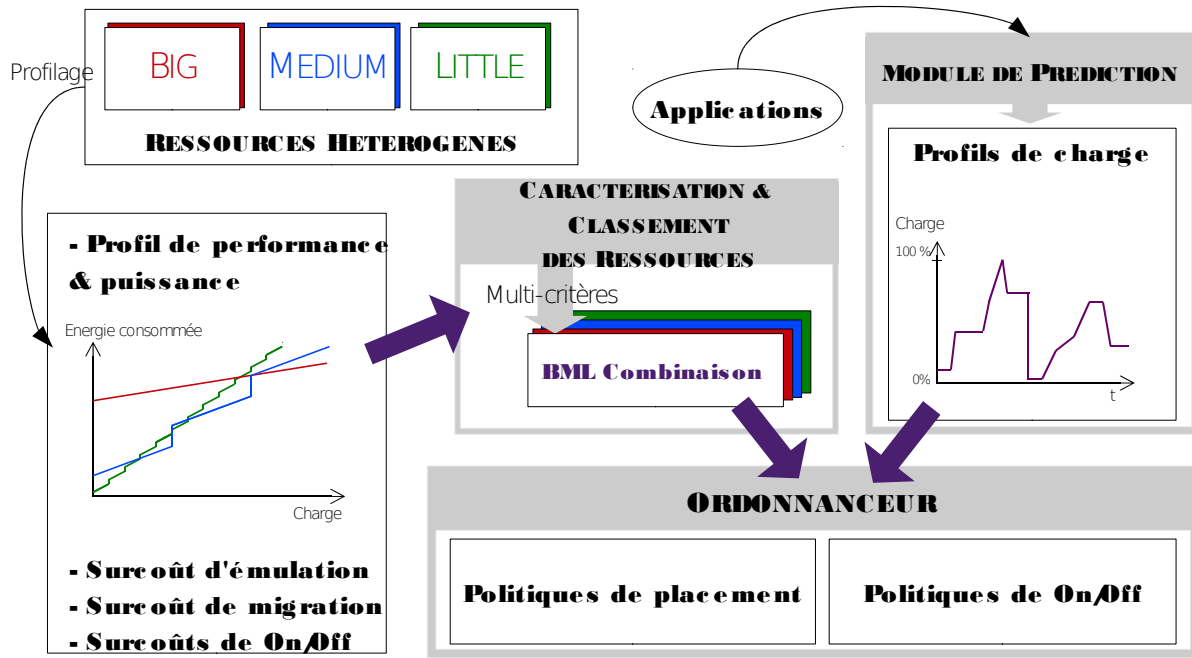 Profilage
BIG
MEDIUM
LITTLE
RESSOURCES HETEROGENES
Applications
MODULE DE PREDICTION
Profils de charge
Charge
100 %
0%
t
- Profil de performance
& puissance
Energie consommée
Charge
- Surcoût d'émulation
- Surcoût de migration
- Surcoûts de On/Off
CARACTERISATION &
CLASSEMENT
DES RESSOURCES
Multi-critères
BML Combinaison
ORDONNANCEUR
Politiques de placement
Politiques de On/Off